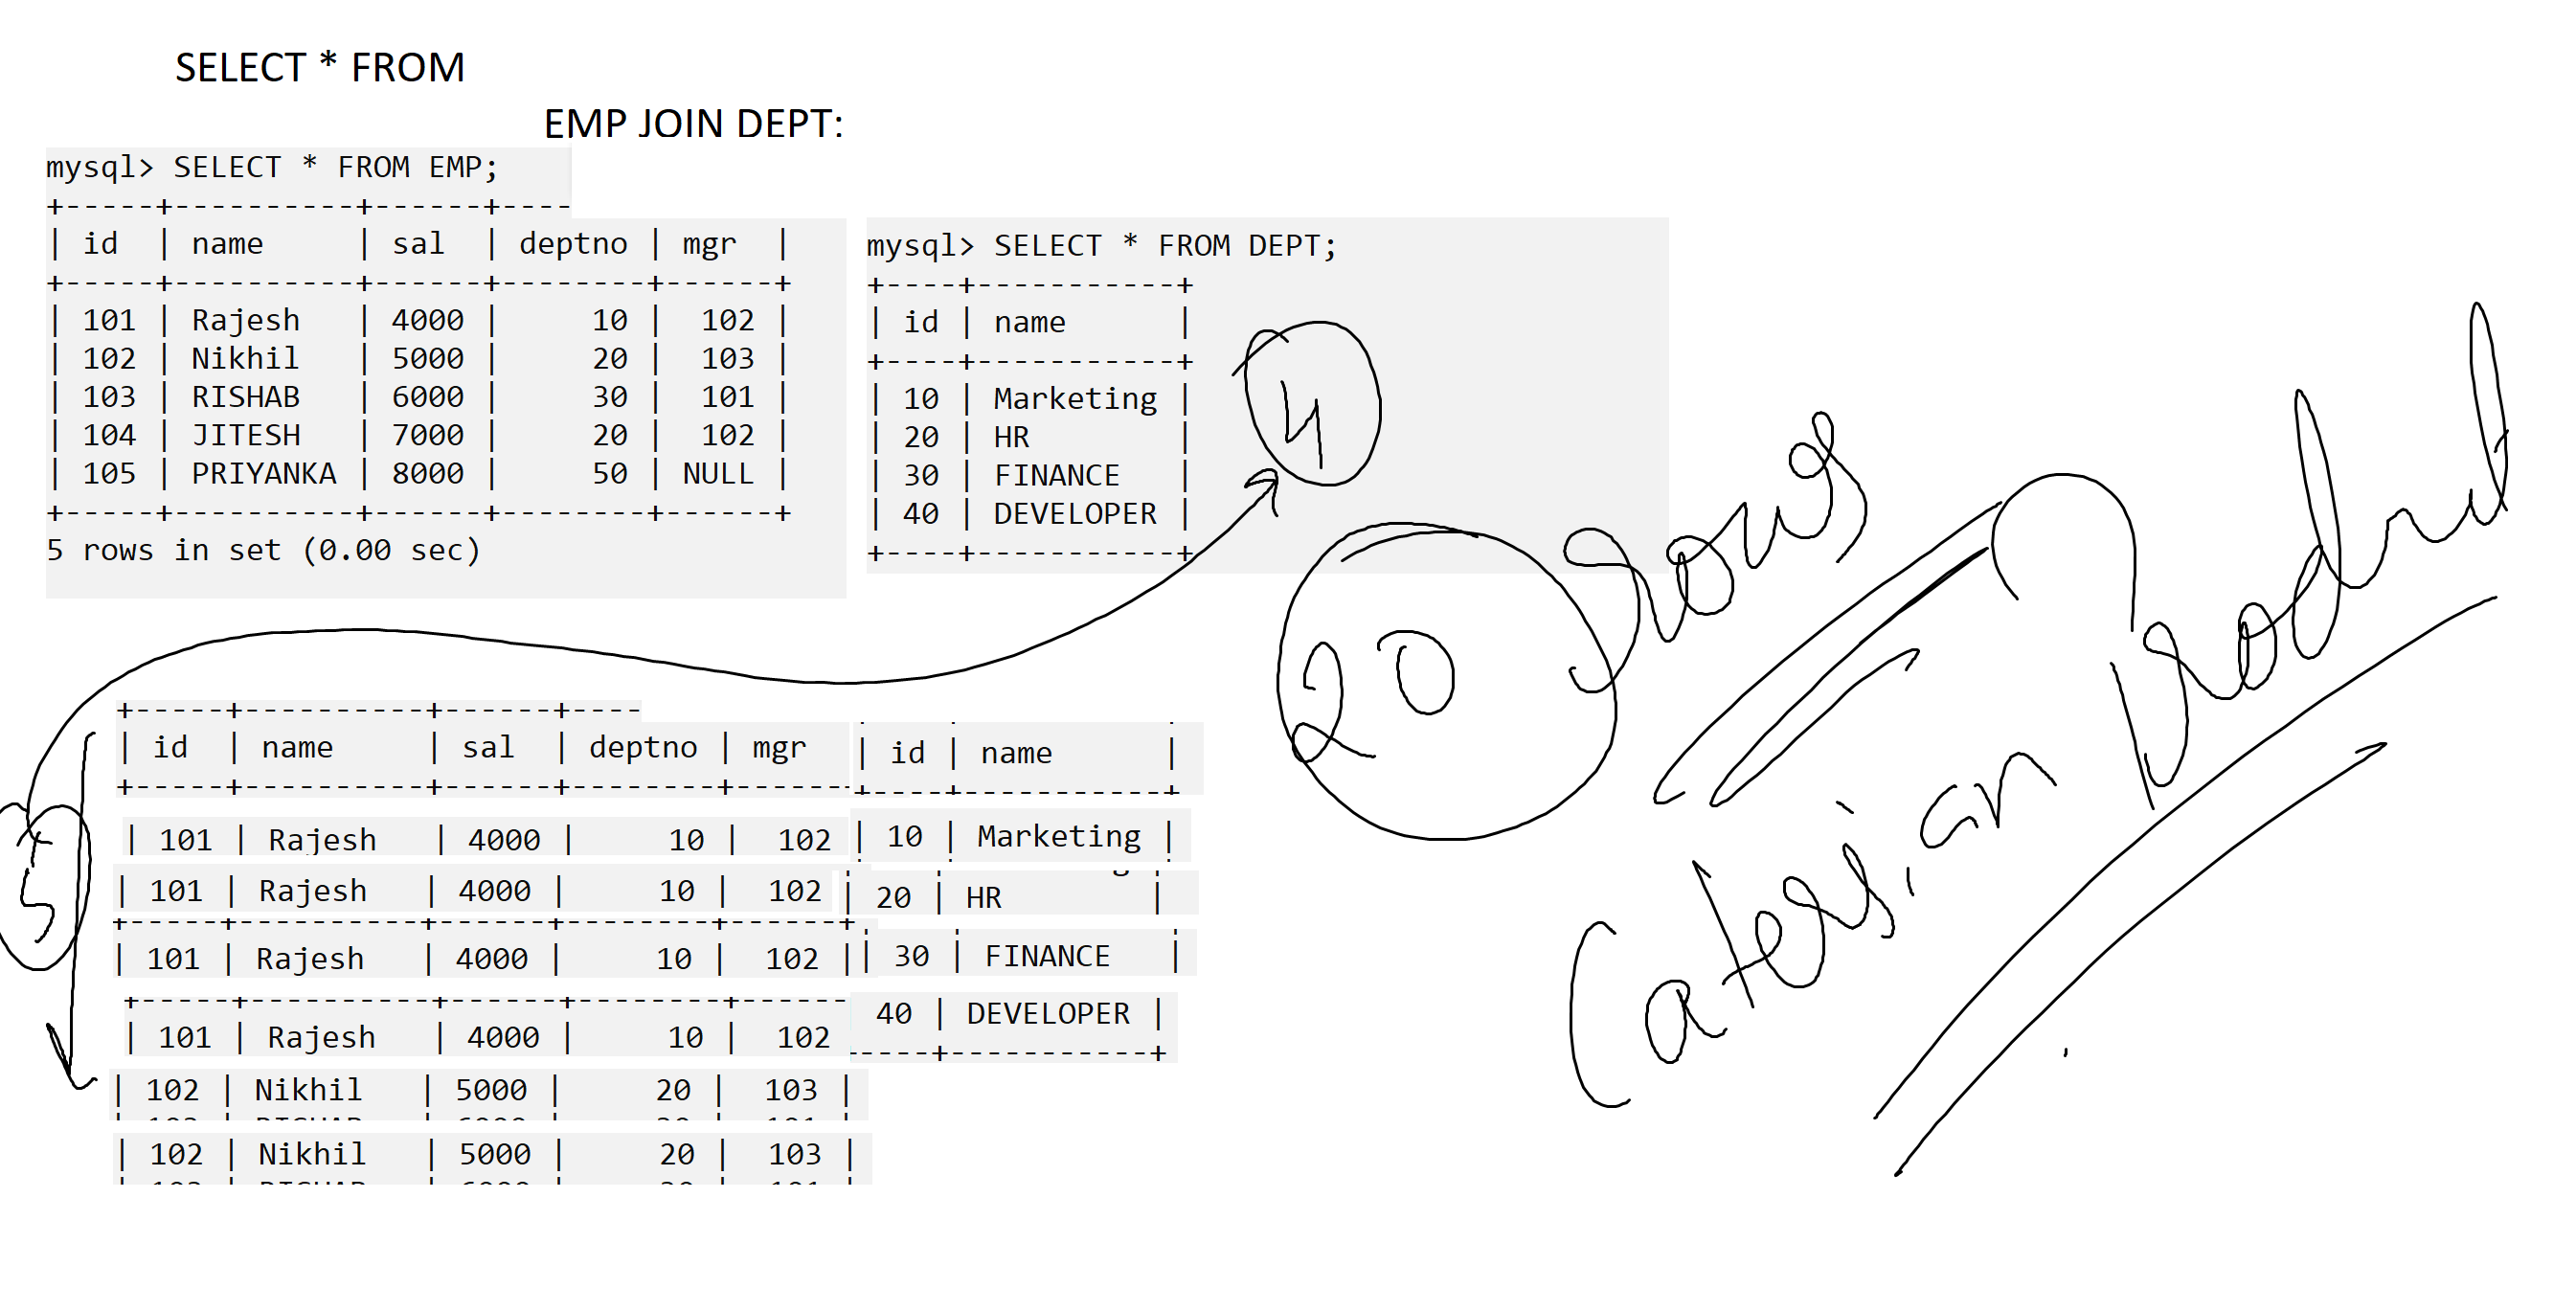 SELECT * FROM
EMP JOIN DEPT:
mysql> SELECT * FROM EMP;
+-----+----------+------+----
| id  | name     | sal  | deptno | mgr  |
+-----+----------+------+--------+------+
| 101 | Rajesh   | 4000 |     10 |  102 |
| 102 | Nikhil   | 5000 |     20 |  103 |
| 103 | RISHAB   | 6000 |     30 |  101 |
| 104 | JITESH   | 7000 |     20 |  102 |
| 105 | PRIYANKA | 8000 |     50 | NULL |
+-----+----------+------+--------+------+
5 rows in set (0.00 sec)
mysql> SELECT * FROM DEPT;
+----+-----------+
| id | name      |
+----+-----------+
| 10 | Marketing |
| 20 | HR        |
| 30 | FINANCE   |
| 40 | DEVELOPER |
+----+-----------+
4
20 rows
Cartesian
5
+-----+----------+------+----
| id  | name     | sal  | deptno | mgr | id | name      |
+-----+----------+------+--------+------+----+-----------+
| 101 | Rajesh   | 4000 |     10 |  102 | 10 | Marketing |
| 101 | Rajesh   | 4000 |     10 |  102 | 20 | HR        |
+-----+----------+------+--------+------+
| 101 | Rajesh   | 4000 |     10 |  102 || 30 | FINANCE   |
+-----+----------+------+--------+------
| 101 | Rajesh   | 4000 |     10 |  102 40 | DEVELOPER |
-----+-----------+
| 102 | Nikhil   | 5000 |     20 |  103 |
| 102 | Nikhil   | 5000 |     20 |  103 |